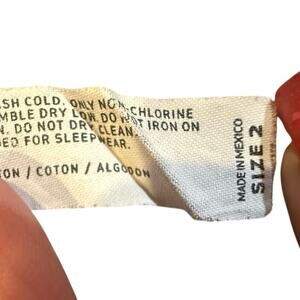 ASH COLD. ONLY NON-CHLORINE
MBLE DRY LOW. DO NOT IRON ON
N. DO NOT DRY CLEAN.
DED FOR SLEEPWEAR.
ON / COTON / ALGODON
MADE IN MEXICO
SIZE 2